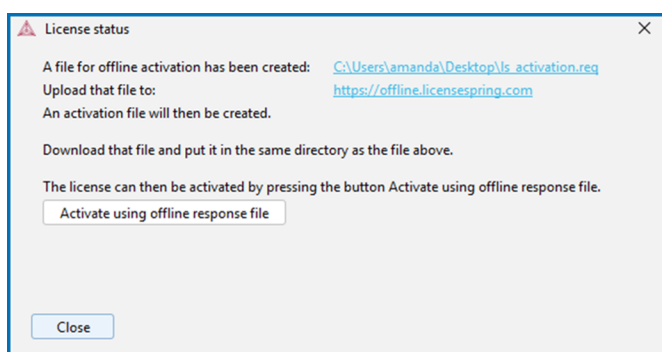 License status
A file for offline activation has been created: C:\Users\amanda\Desktop\ls_activation.req
Upload that file to: https://offline.licensespring.com
An activation file will then be created.
Download that file and put it in the same directory as the file above.
The license can then be activated by pressing the button Activate using offline response file.
Activate using offline response file
Close